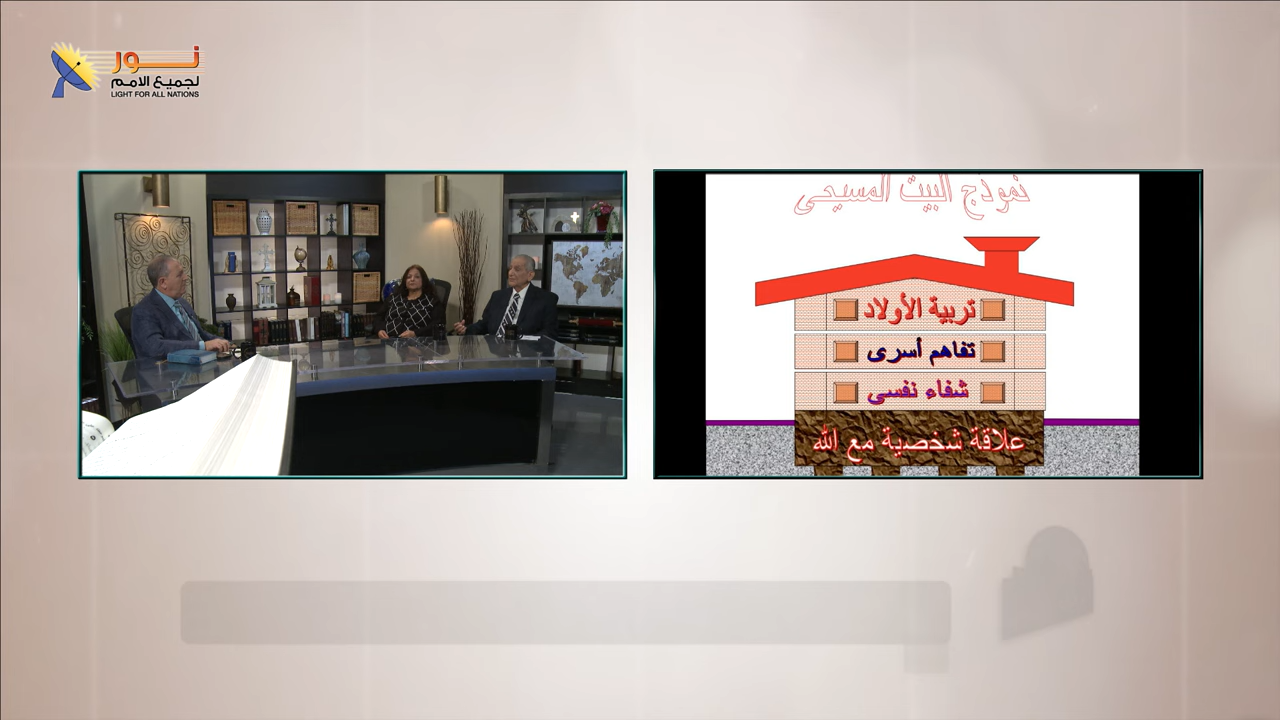 نور
لجميع الامم
LIGHT FOR ALL NATIONS
نموذج البيت المسيحى
تربية الأولاد
تفاهم أسرى
شفاء نفسي
علاقة شخصية مع الله